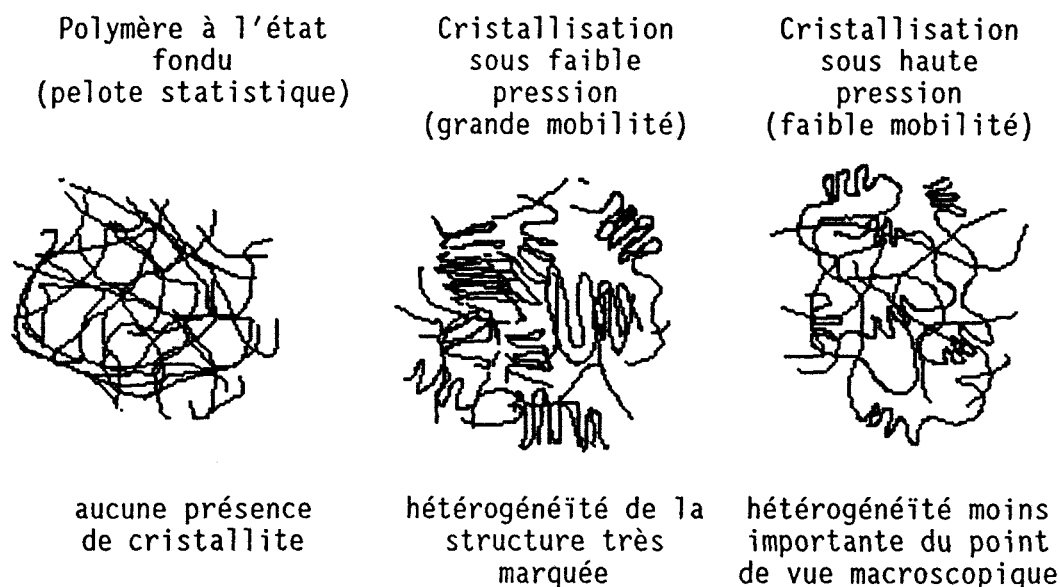 Polymère à l'état
fondu
(pelote statistique)
Cristallisation
sous faible
pression
(grande mobilité)
Cristallisation
sous haute
pression
(faible mobilité)
aucune présence
de cristallite
hétérogénéïté de la
structure très
marquée
hétérogénéité moins
importante du point
de vue macroscopique